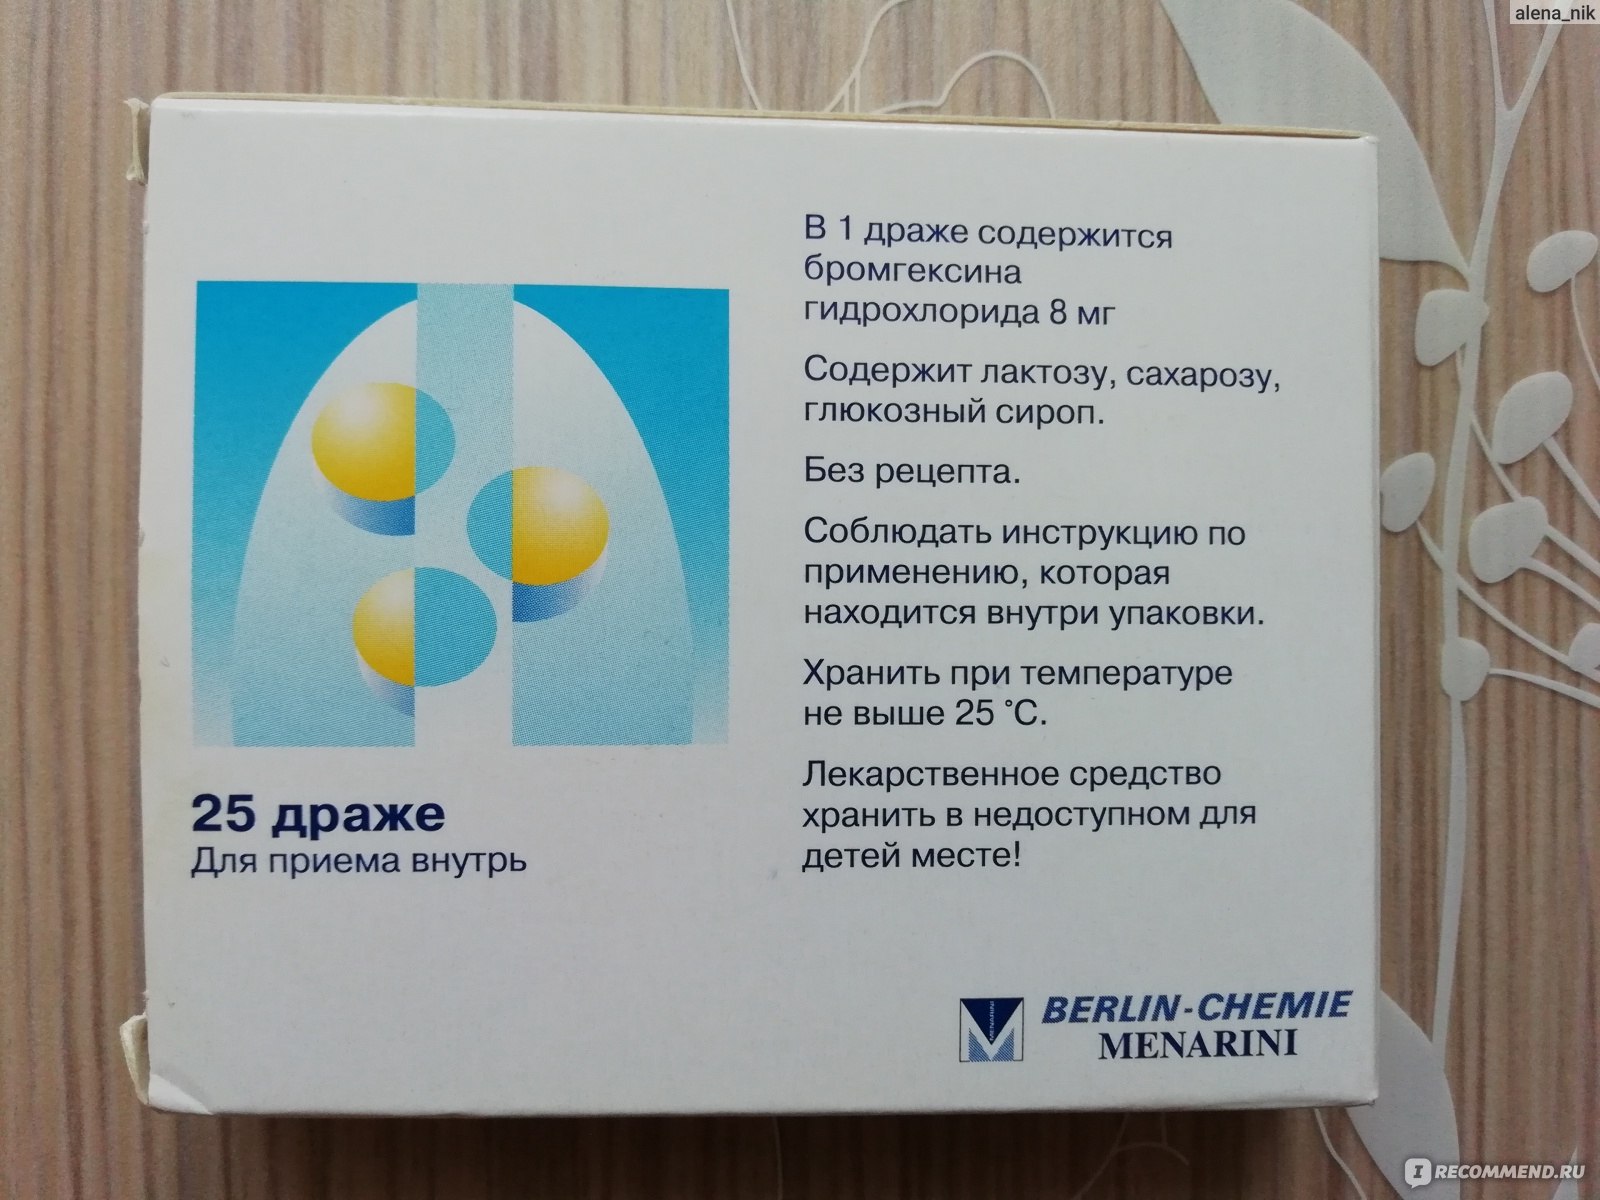 alena_nik
В 1 драже содержится
бромгексина
гидрохлорида 8 мг
Содержит лактозу, сахарозу,
глюкозный сироп.
Без рецепта.
Соблюдать инструкцию по
применению, которая
находится внутри упаковки.
Хранить при температуре
не выше 25 °C.
Лекарственное средство
хранить в недоступном для
детей месте!
25 драже
Для приема внутрь
MENARINI
BERLIN-CHEMIE
MENARINI
IRECOMMEND.RU